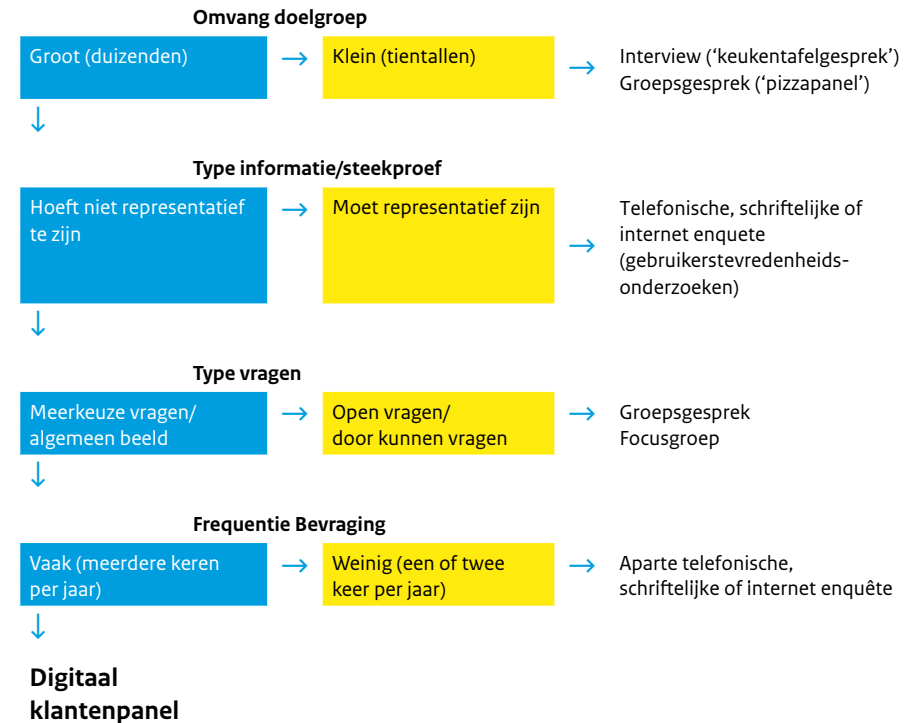 Omvang doelgroep
Groot (duizenden)
→
Klein (tientallen)
→
Interview (‘keukentafelgesprek’)
Groepsgesprek (‘pizzapanel’)
↓
Type informatie/steekproef
Hoeft niet representatief
te zijn
→
Moet representatief zijn
→
Telefonische, schriftelijke of
internet enquete
(gebruikerstevredenheids-
onderzoeken)
↓
Type vragen
Meerkeuze vragen/
algemeen beeld
→
Open vragen/
door kunnen vragen
→
Groepsgesprek
Focusgroep
↓
Frequentie Bevraging
Vaak (meerdere keren
per jaar)
→
Weinig (een of twee
keer per jaar)
→
Aparte telefonische,
schriftelijke of internet enquête
↓
Digitaal
klantenpanel